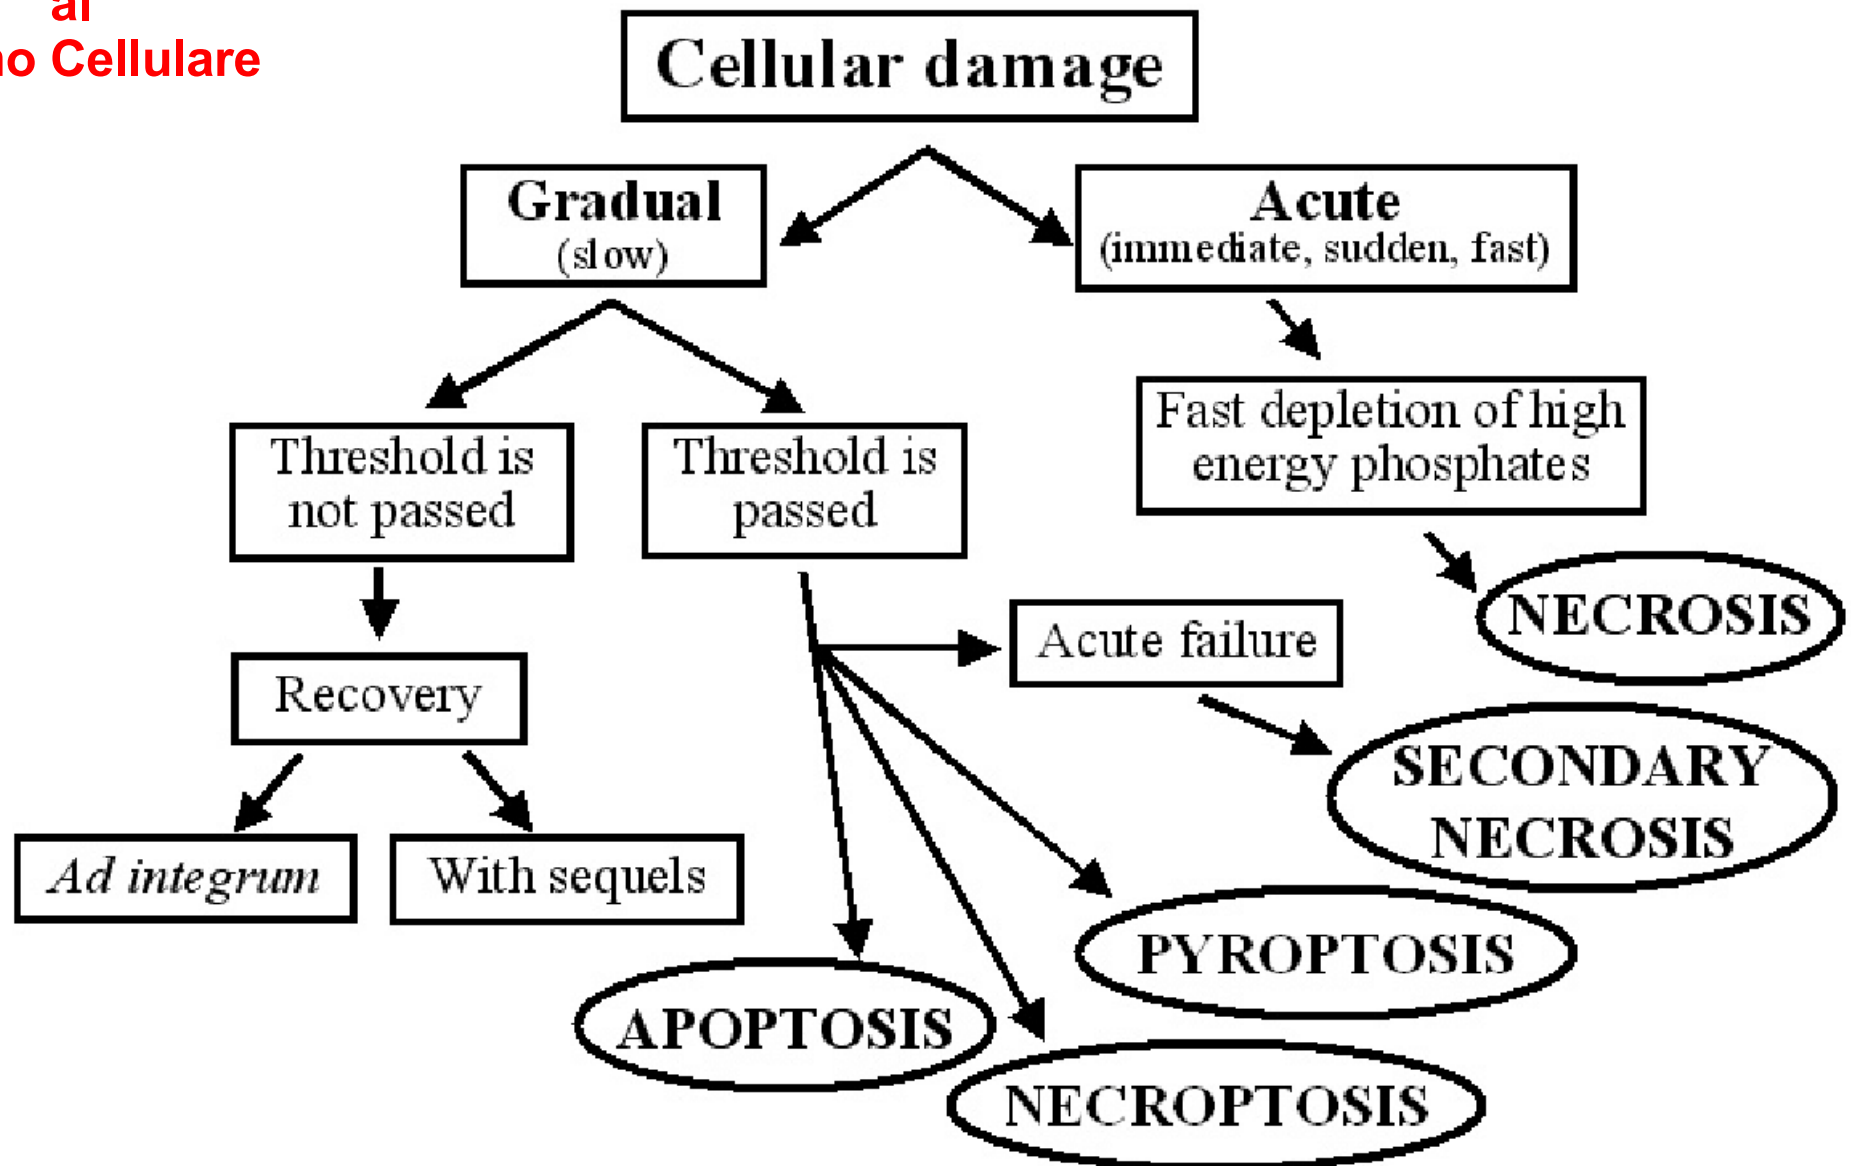 al
Cellulare
Cellular damage
Gradual
(slow)
Acute
(immediate, sudden, fast)
Threshold is
not passed
Threshold is
passed
Fast depletion of high
energy phosphates
NECROSIS
Recovery
Acute failure
SECONDARY
NECROSIS
Ad integrum
With sequels
PYROPTOSIS
APOPTOSIS
NECROPTOSIS